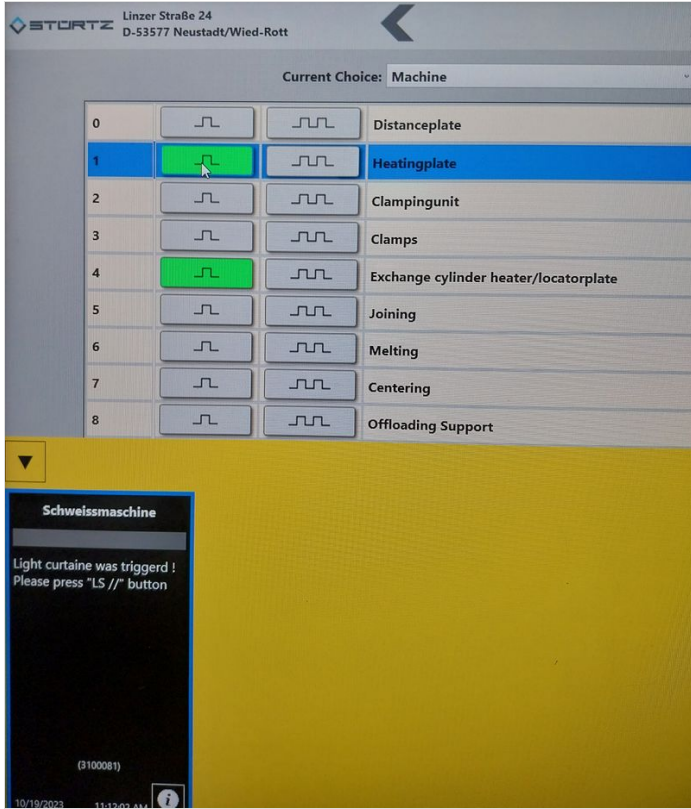 STÜRTZ
Linzer Straße 24
D-53577 Neustadt/Wied-Rott
Current Choice: Machine
0 Distanceplate
1 Heatingplate
2 Clampingunit
3 Clamps
4 Exchange cylinder heater/locatorplate
5 Joining
6 Melting
7 Centering
8 Offloading Support
Schweissmaschine
Light curtaine was triggerd !
Please press "LS //" button
(3100081)
10/19/2023 11:12:02 AM